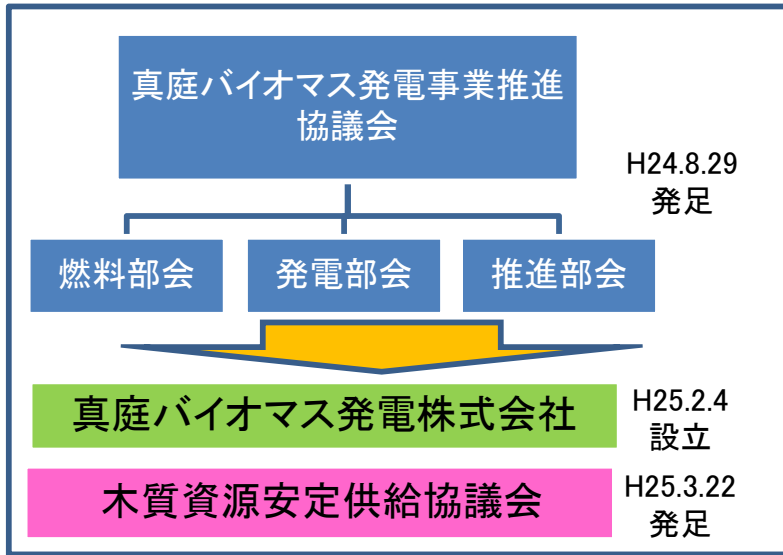 真庭バイオマス発電事業推進
協議会
H24.8.29
発足
燃料部会
発電部会
推進部会
真庭バイオマス発電株式会社
H25.2.4
設立
木質資源安定供給協議会
H25.3.22
発足